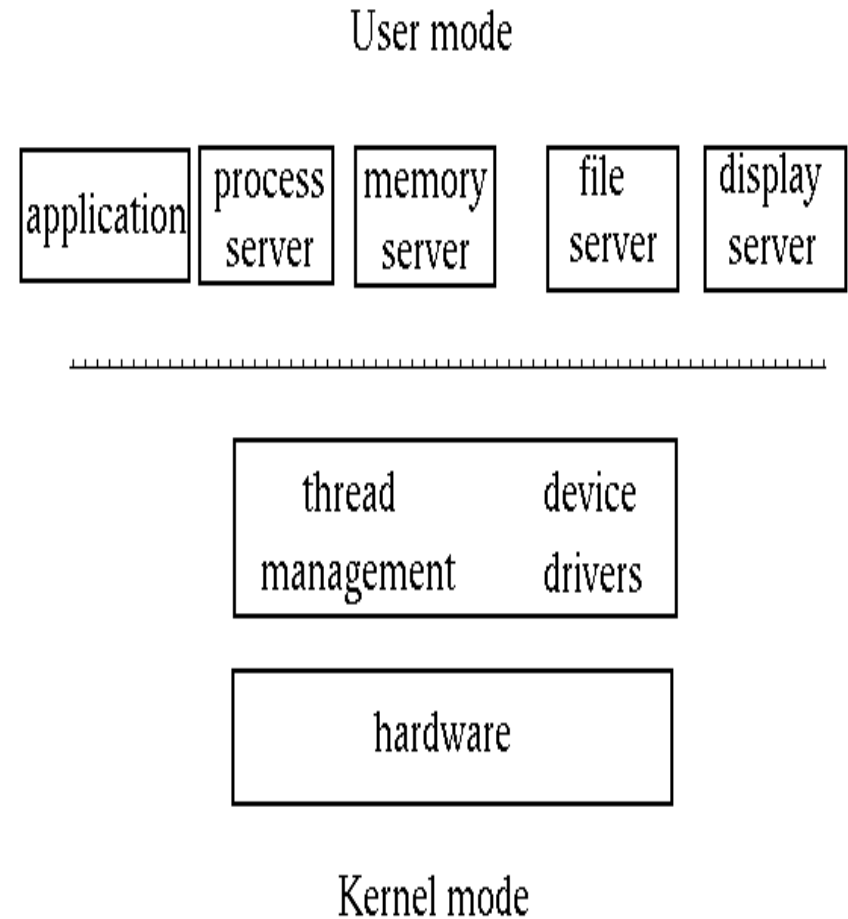 User mode
application
process
server
memory
server
file
server
display
server
thread
management
device
drivers
hardware
Kernel mode